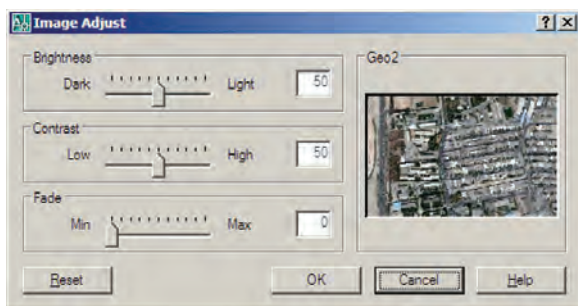 Image Adjust
Brightness
Dark Light 50
Contrast
Low High 50
Fade
Min Max 0
Geo2
Reset OK Cancel Help